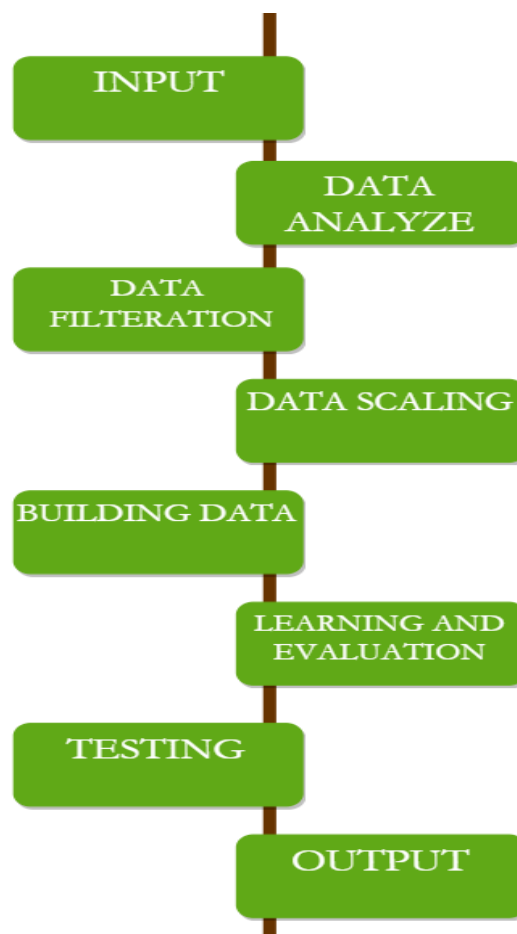 INPUT
DATA
ANALYZE
DATA
FILTERATION
DATA SCALING
BUILDING DATA
LEARNING AND
EVALUATION
TESTING
OUTPUT